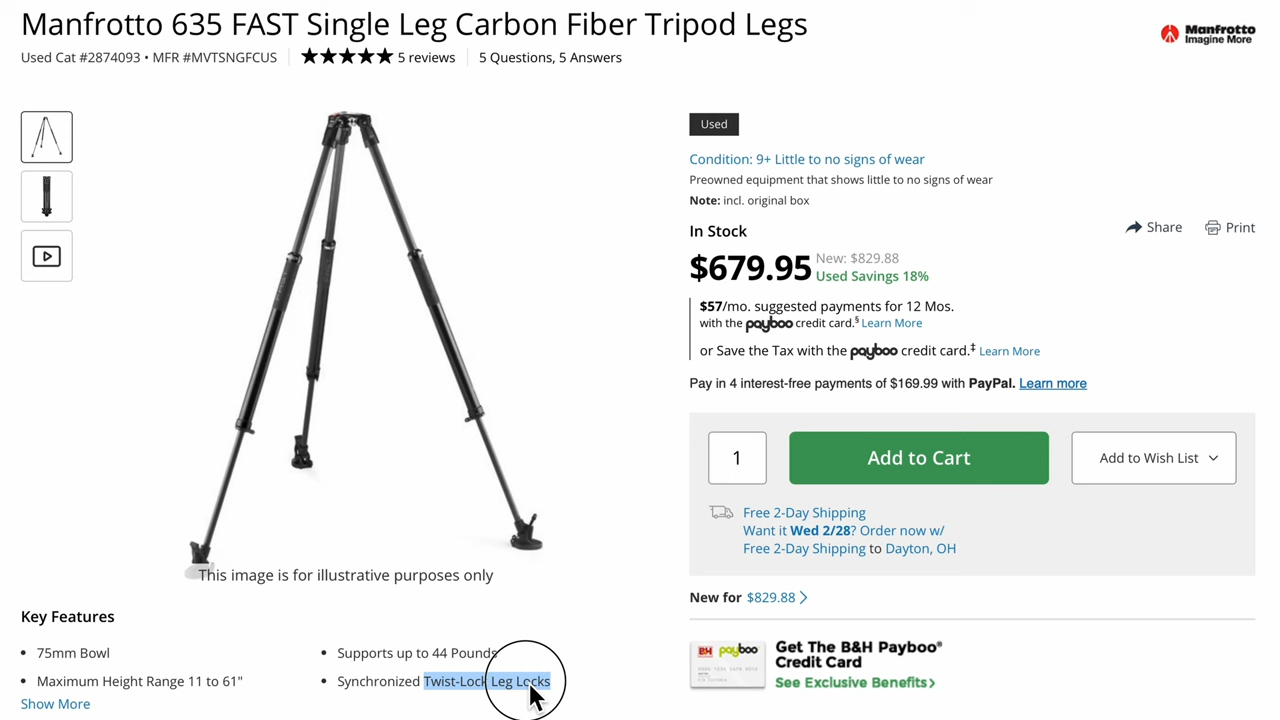 Manfrotto 635 FAST Single Leg Carbon Fiber Tripod Legs
Manfrotto
Imagine More
Used Cat #2874093 • MFR #MVTSNGFCUS
5 reviews
5 Questions, 5 Answers
Used
Condition: 9+ Little to no signs of wear
Preowned equipment that shows little to no signs of wear
Note: incl. original box
In Stock
Share
Print
$679.95
New: $829.88
Used Savings 18%
$57/mo. suggested payments for 12 Mos.
with the payboo credit card.§ Learn More
or Save the Tax with the payboo credit card.‡ Learn More
Pay in 4 interest-free payments of $169.99 with PayPal. Learn more
1
Add to Cart
Add to Wish List
Free 2-Day Shipping
Want it Wed 2/28? Order now w/
Free 2-Day Shipping to Dayton, OH
This image is for illustrative purposes only
New for $829.88
Key Features
• 75mm Bowl
• Maximum Height Range 11 to 61"
• Supports up to 44 Pounds
• Synchronized Twist-Lock Leg Locks
Show More
B&H payboo
Get The B&H Payboo®
Credit Card
See Exclusive Benefits